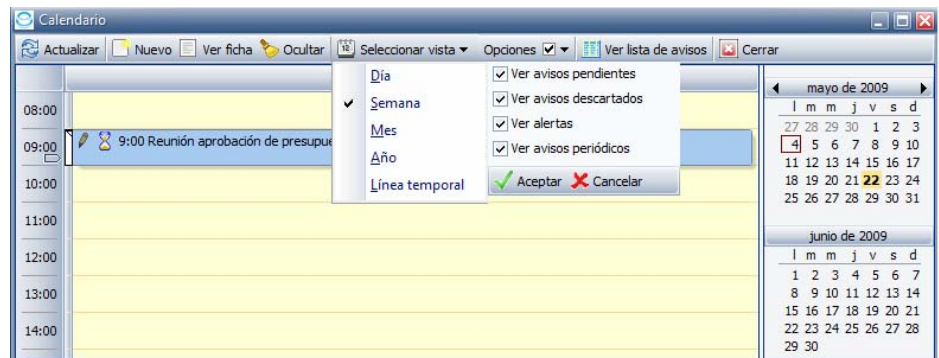 Calendario
Actualizar Nuevo Ver ficha Ocultar Seleccionar vista Opciones Ver lista de avisos Cerrar
Día
Semana
Mes
Año
Línea temporal
Ver avisos pendientes
Ver avisos descartados
Ver alertas
Ver avisos periódicos
Aceptar Cancelar
08:00
09:00
9:00 Reunión aprobación de presupue
10:00
11:00
12:00
13:00
14:00
mayo de 2009
l m m j v s d
27 28 29 30 1 2 3
4 5 6 7 8 9 10
11 12 13 14 15 16 17
18 19 20 21 22 23 24
25 26 27 28 29 30 31
junio de 2009
l m m j v s d
1 2 3 4 5 6 7
8 9 10 11 12 13 14
15 16 17 18 19 20 21
22 23 24 25 26 27 28
29 30